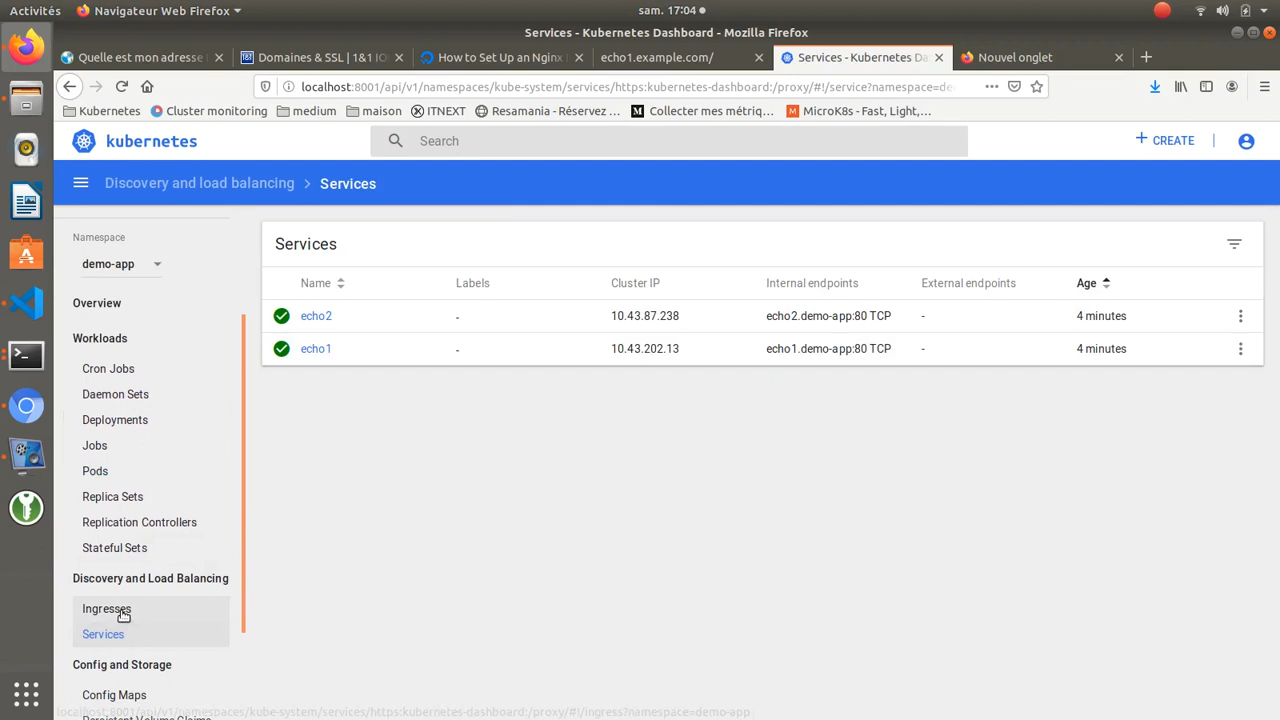 Activités
Navigateur Web Firefox
sam. 17:04
Services - Kubernetes Dashboard - Mozilla Firefox
Quelle est mon adresse
Domaines & SSL | 1&1 IO
How to Set Up an Nginx
echo1.example.com/
Services - Kubernetes Da
Nouvel onglet
localhost:8001/api/v1/namespaces/kube-system/services/https:kubernetes-dashboard:/proxy/#!/service?namespace=de
Kubernetes
Cluster monitoring
medium
maison
ITNEXT
Resamania - Réservez ...
Collecter mes métriq...
MicroK8s - Fast, Light,...
kubernetes
Search
+ CREATE
Discovery and load balancing > Services
Namespace
demo-app
Overview
Workloads
Cron Jobs
Daemon Sets
Deployments
Jobs
Pods
Replica Sets
Replication Controllers
Stateful Sets
Discovery and Load Balancing
Ingresses
Services
Config and Storage
Config Maps
Services
Name Labels Cluster IP Internal endpoints External endpoints Age
echo2 - 10.43.87.238 echo2.demo-app:80 TCP - 4 minutes
echo1 - 10.43.202.13 echo1.demo-app:80 TCP - 4 minutes
localhost:8001/api/v1/namespaces/kube-system/services/https:kubernetes-dashboard:/proxy/#!/ingress?namespace=demo-app